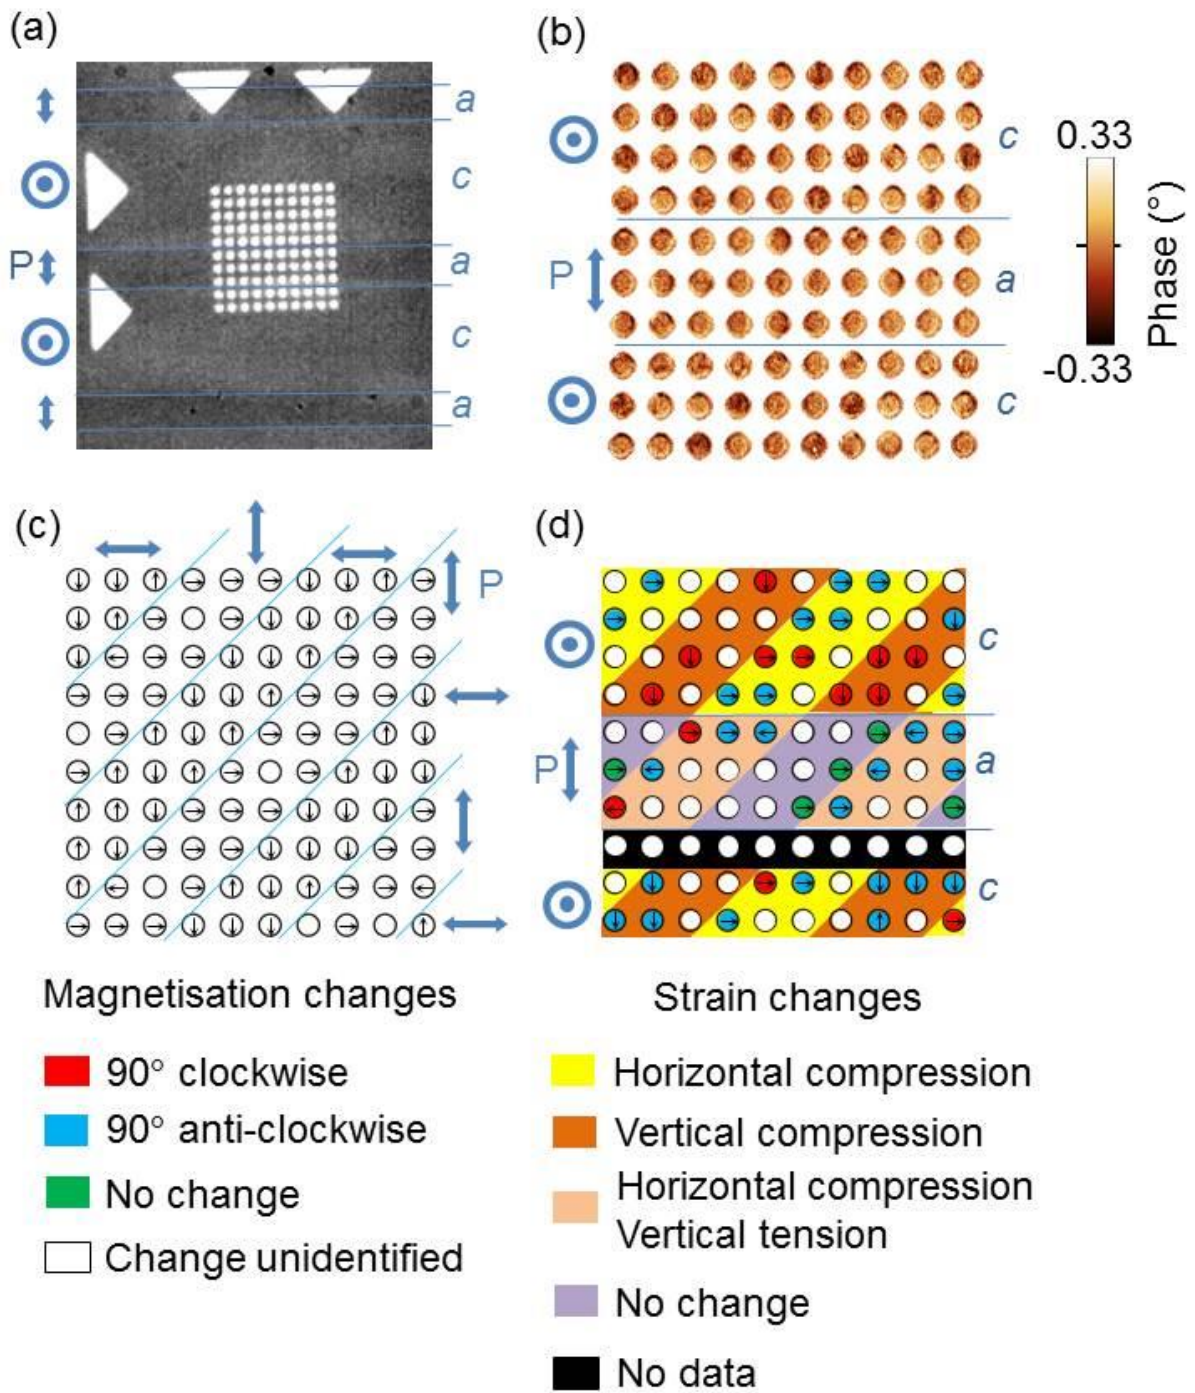 (a)
a
c
P
a
c
a
(b)
c
P
a
c
0.33
-0.33
Phase (°)
(c)
P
(d)
c
P
a
c
Magnetisation changes
90° clockwise
90° anti-clockwise
No change
Change unidentified
Strain changes
Horizontal compression
Vertical compression
Horizontal compression
Vertical tension
No change
No data